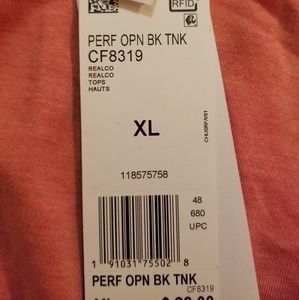 RFID
PERF OPN BK TNK
CF8319
REALCO
REALCO
TOPS
HAUTS
XL
118575758
48
680
UPC
1 91031 75502 8
PERF OPN BK TNK
CF8319